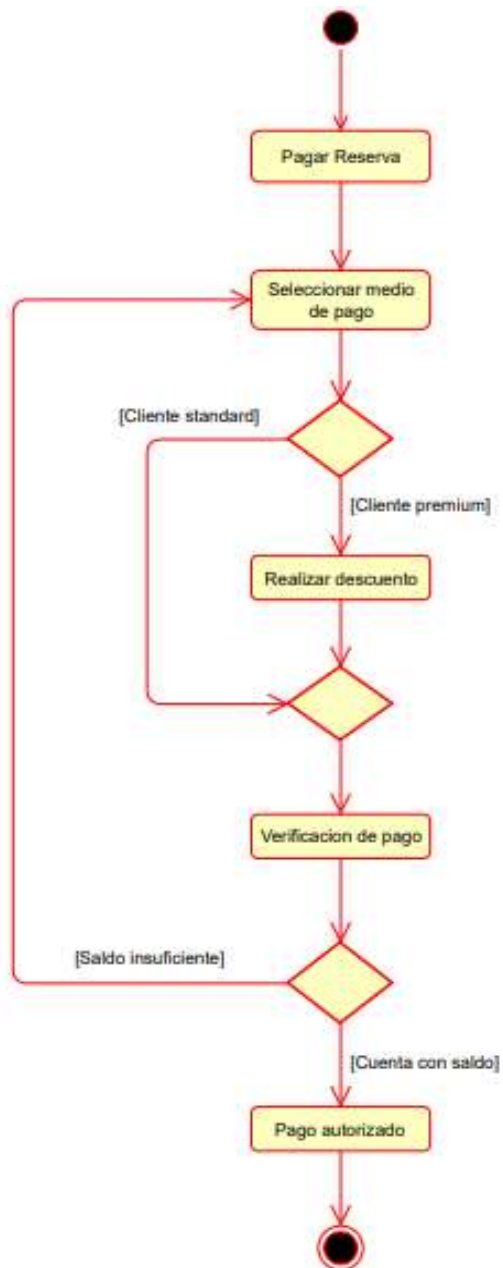 Pagar Reserva
Seleccionar medio
de pago
[Cliente standard]
[Cliente premium]
Realizar descuento
Verificacion de pago
[Saldo insuficiente]
[Cuenta con saldo]
Pago autorizado